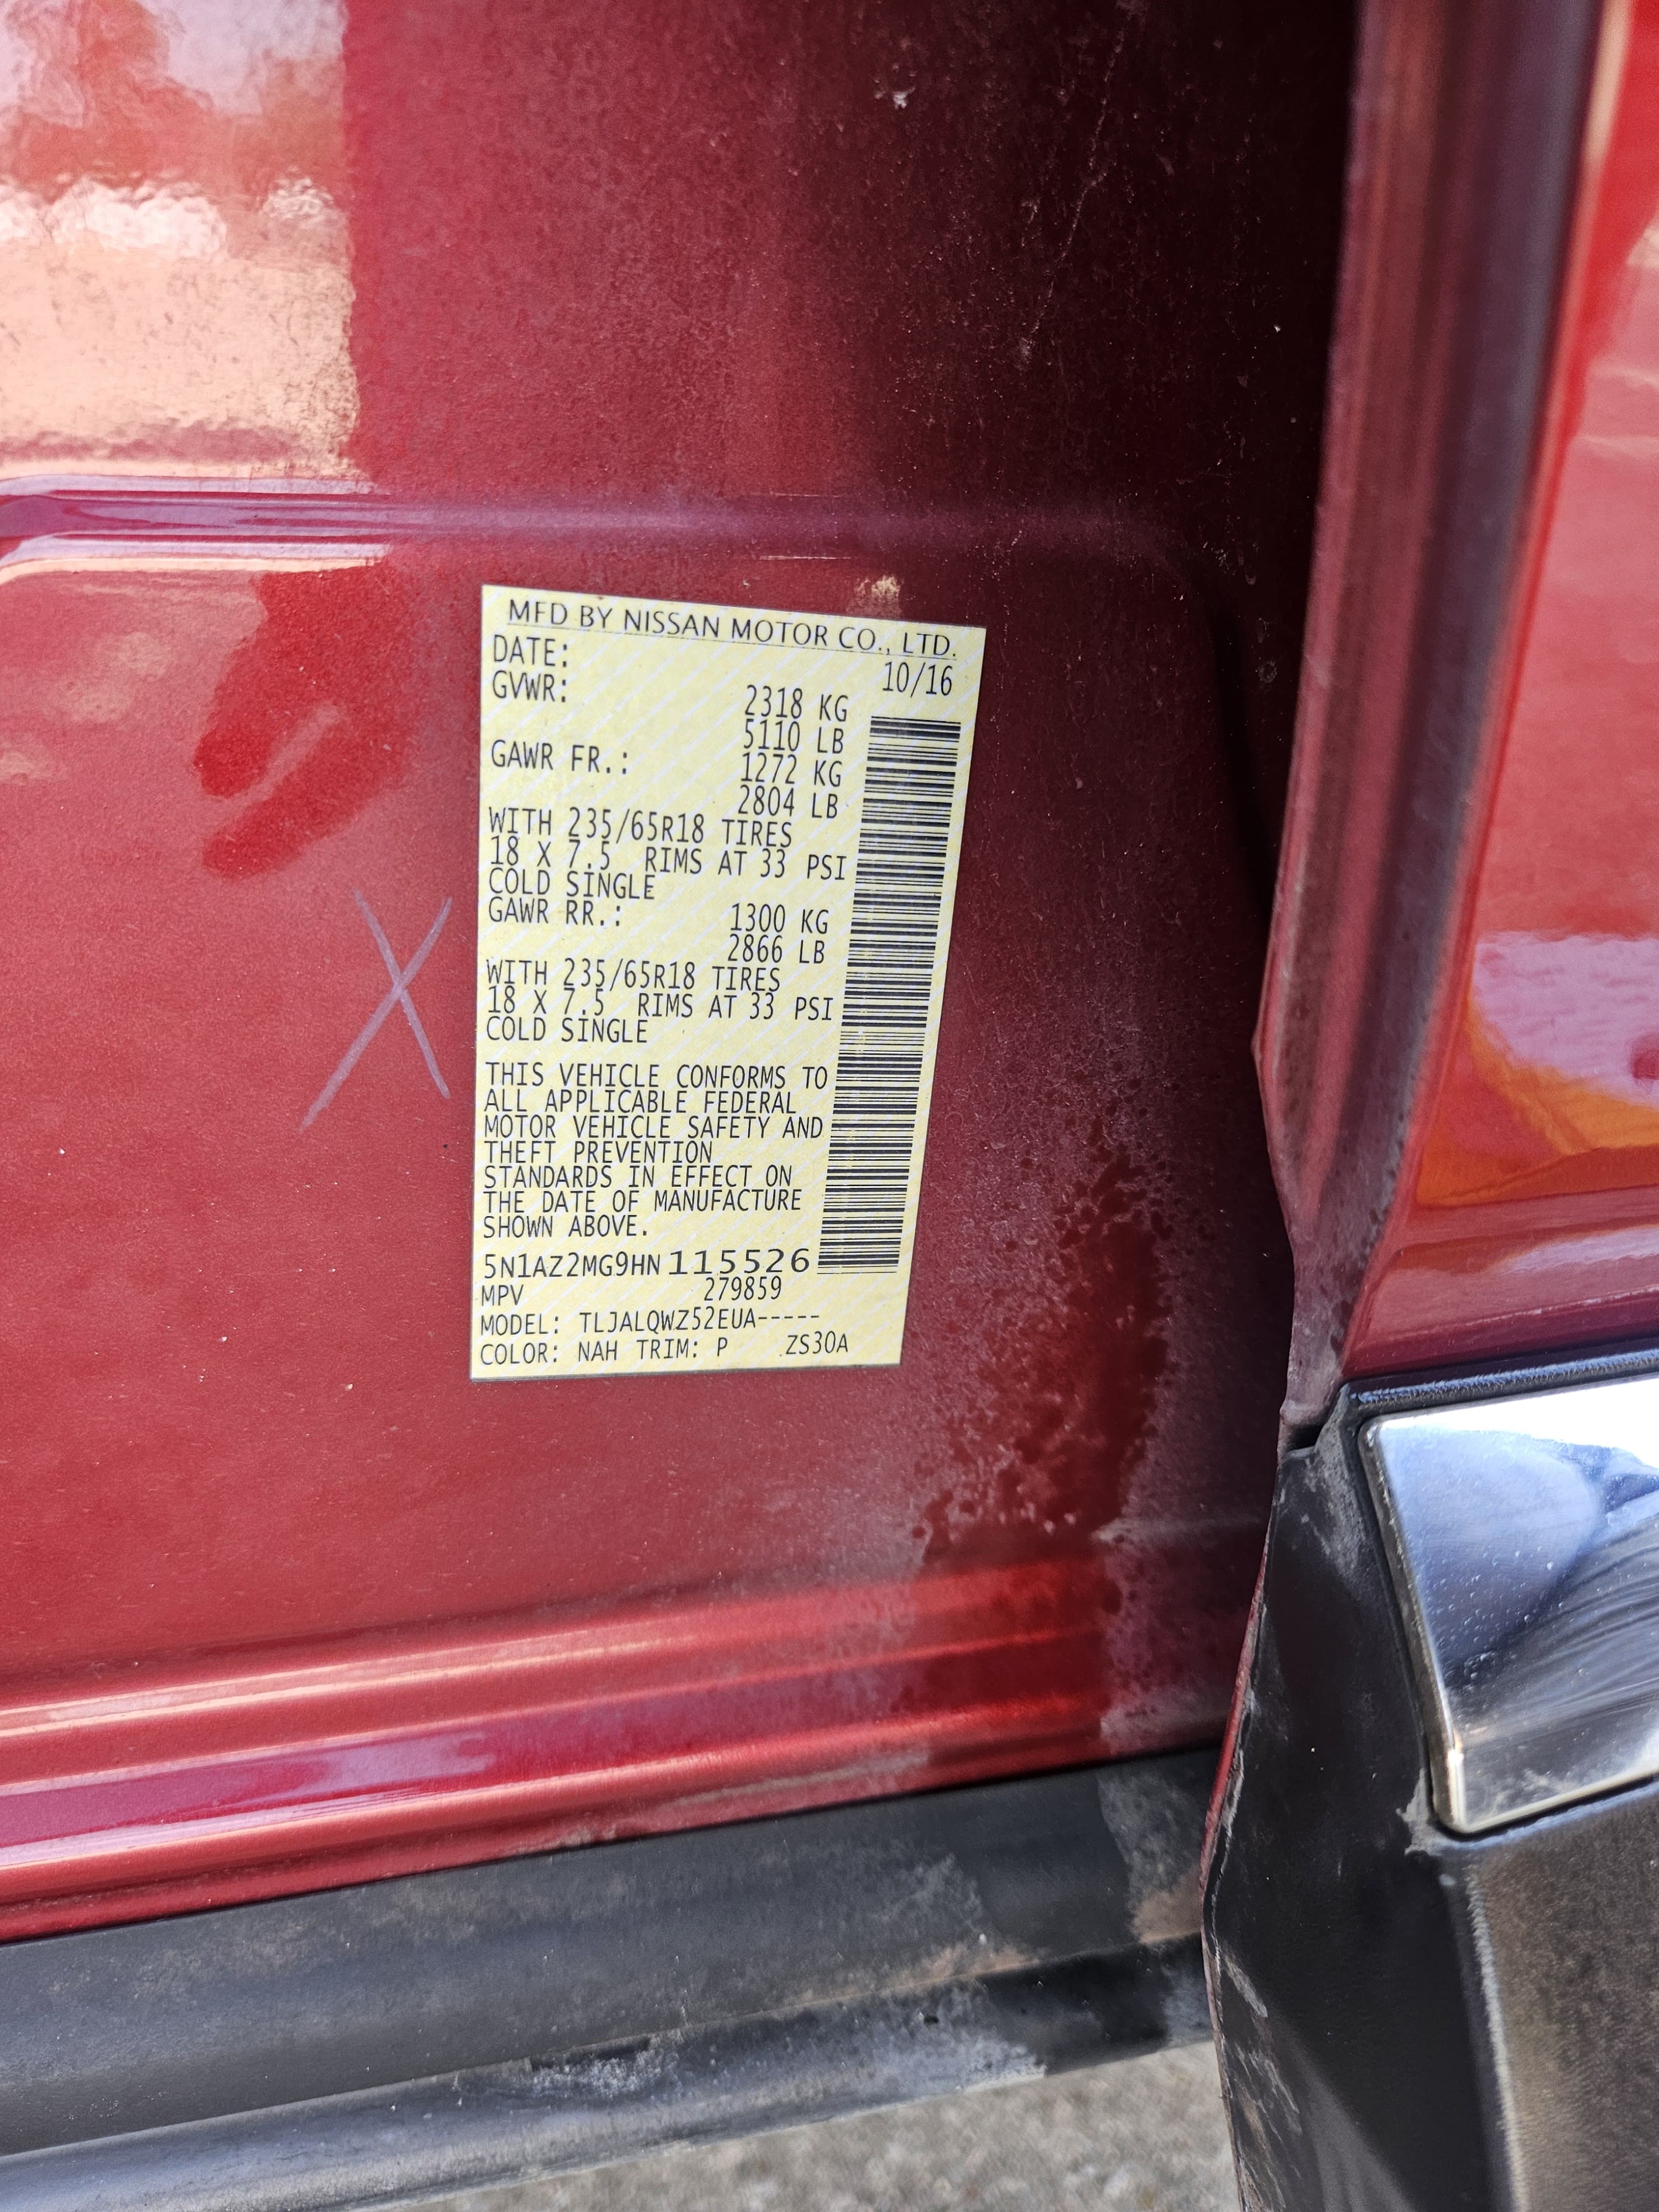 MFD BY NISSAN MOTOR CO., LTD.
DATE: 10/16
GVWR: 2318 KG
5110 LB
GAWR FR.: 1272 KG
2804 LB
WITH 235/65R18 TIRES
18 X 7.5 RIMS AT 33 PSI
COLD SINGLE
GAWR RR.: 1300 KG
2866 LB
WITH 235/65R18 TIRES
18 X 7.5 RIMS AT 33 PSI
COLD SINGLE
THIS VEHICLE CONFORMS TO
ALL APPLICABLE FEDERAL
MOTOR VEHICLE SAFETY AND
THEFT PREVENTION
STANDARDS IN EFFECT ON
THE DATE OF MANUFACTURE
SHOWN ABOVE.
5N1AZ2MG9HN115526
MPV 279859
MODEL: TLJALQWZ52EUA-----
COLOR: NAH TRIM: P ZS30A
X